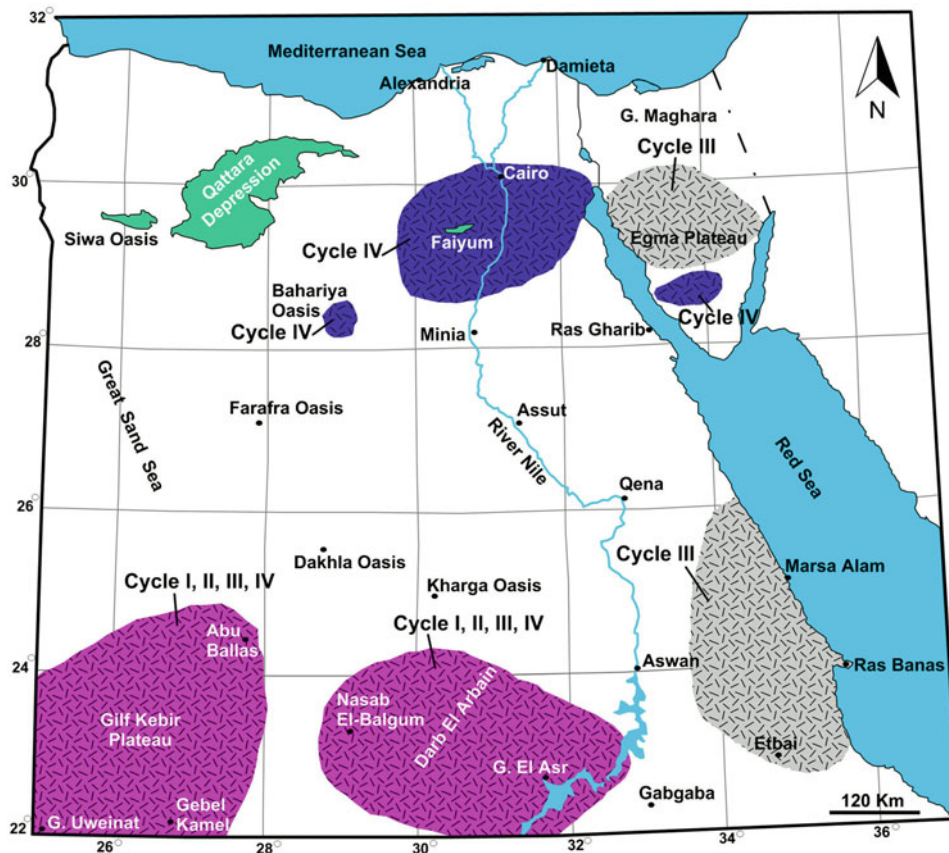 32°
Mediterranean Sea
Damieta
Alexandria
N
G. Maghara
Cycle III
30°
Qattara
Depression
Cairo
Siwa Oasis
Cycle IV
Faiyum
Egma Plateau
Bahariya
Oasis
Cycle IV
Cycle IV
Minia
Ras Gharib
28°
Great Sand Sea
Farafra Oasis
Assut
River Nile
Red Sea
Qena
26°
Dakhla Oasis
Cycle III
Marsa Alam
Cycle I, II, III, IV
Kharga Oasis
Cycle I, II, III, IV
Abu
Ballas
24°
Aswan
Ras Banas
Nasab
El-Balgum
Darb El Arbain
Gilf Kebir
Plateau
G. El Asr
Etbai
Gebel
Kamel
Gabgaba
G. Uweinat
120 Km
22°
26° 28° 30° 32° 34° 36°